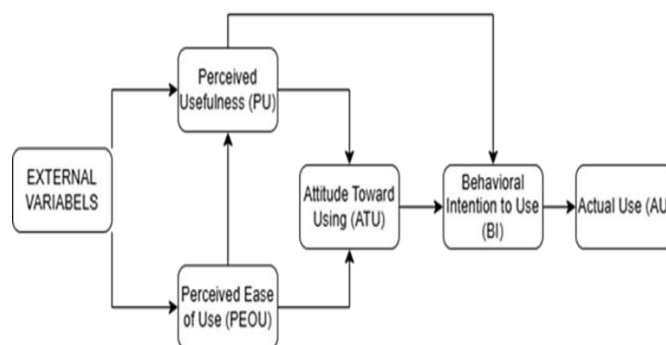 Perceived
Usefulness (PU)
EXTERNAL
VARIABELS
Attitude Toward
Using (ATU)
Behavioral
Intention to Use
(BI)
Actual Use (AU
Perceived Ease
of Use (PEOU)